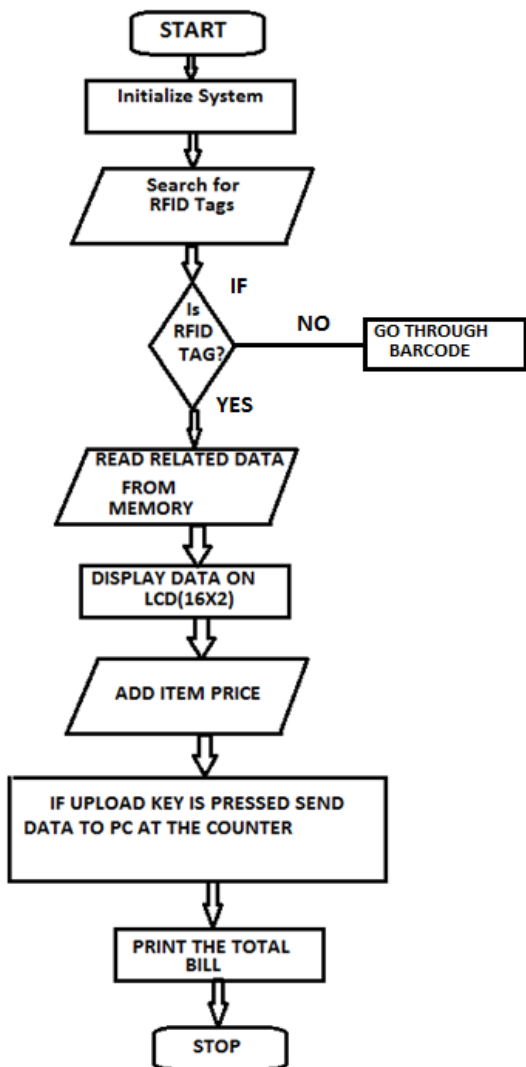 START
Initialize System
Search for
RFID Tags
IF
Is
RFID
TAG?
NO
GO THROUGH
BARCODE
YES
READ RELATED DATA
FROM
MEMORY
DISPLAY DATA ON
LCD(16X2)
ADD ITEM PRICE
IF UPLOAD KEY IS PRESSED SEND
DATA TO PC AT THE COUNTER
PRINT THE TOTAL
BILL
STOP